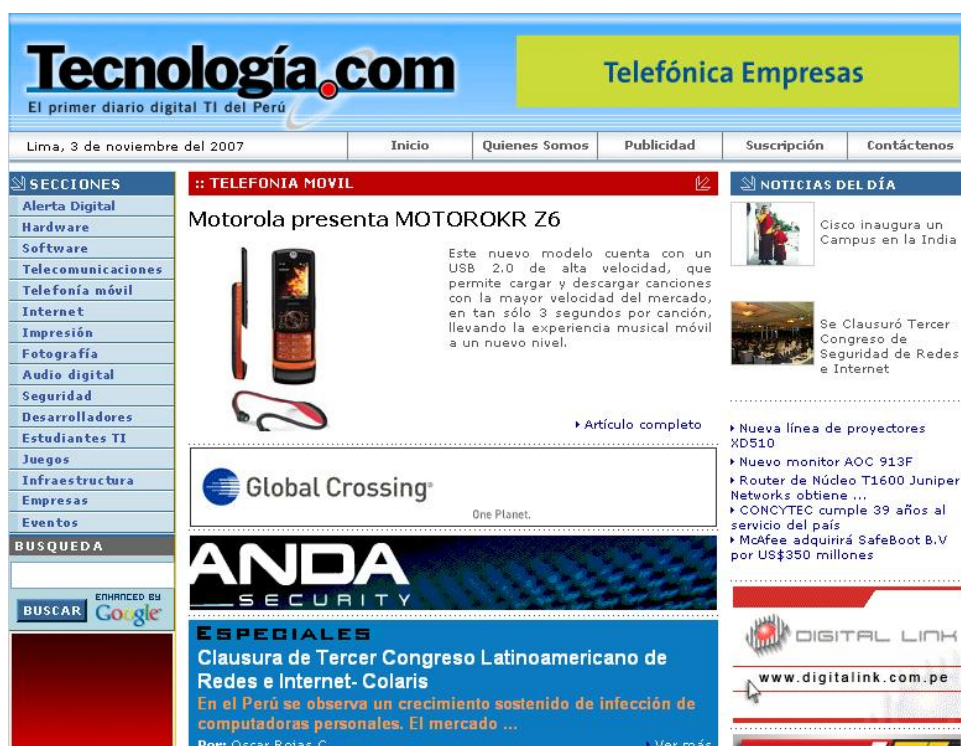 Tecnología.com
El primer diario digital TI del Perú
Telefónica Empresas
Lima, 3 de noviembre del 2007
Inicio
Quienes Somos
Publicidad
Suscripción
Contáctenos
SECCIONES
Alerta Digital
Hardware
Software
Telecomunicaciones
Telefonía móvil
Internet
Impresión
Fotografía
Audio digital
Seguridad
Desarrolladores
Estudiantes TI
Juegos
Infraestructura
Empresas
Eventos
BUSQUEDA
BUSCAR
ENHANCED BY
Google
:: TELEFONIA MOVIL
Motorola presenta MOTOROKR Z6
Este nuevo modelo cuenta con un
USB 2.0 de alta velocidad, que
permite cargar y descargar canciones
con la mayor velocidad del mercado,
en tan sólo 3 segundos por canción,
llevando la experiencia musical móvil
a un nuevo nivel.
Artículo completo
Global Crossing
One Planet.
ANDA
SECURITY
ESPECIALES
Clausura de Tercer Congreso Latinoamericano de
Redes e Internet- Colaris
En el Perú se observa un crecimiento sostenido de infección de
computadoras personales. El mercado ...
Por: Oscar Rojas C.
Ver más
NOTICIAS DEL DÍA
Cisco inaugura un
Campus en la India
Se Clausuró Tercer
Congreso de
Seguridad de Redes
e Internet
Nueva línea de proyectores
XD510
Nuevo monitor AOC 913F
Router de Núcleo T1600 Juniper
Networks obtiene ...
CONCYTEC cumple 39 años al
servicio del país
McAfee adquirirá SafeBoot B.V
por US$350 millones
DIGITAL LINK
www.digitalink.com.pe